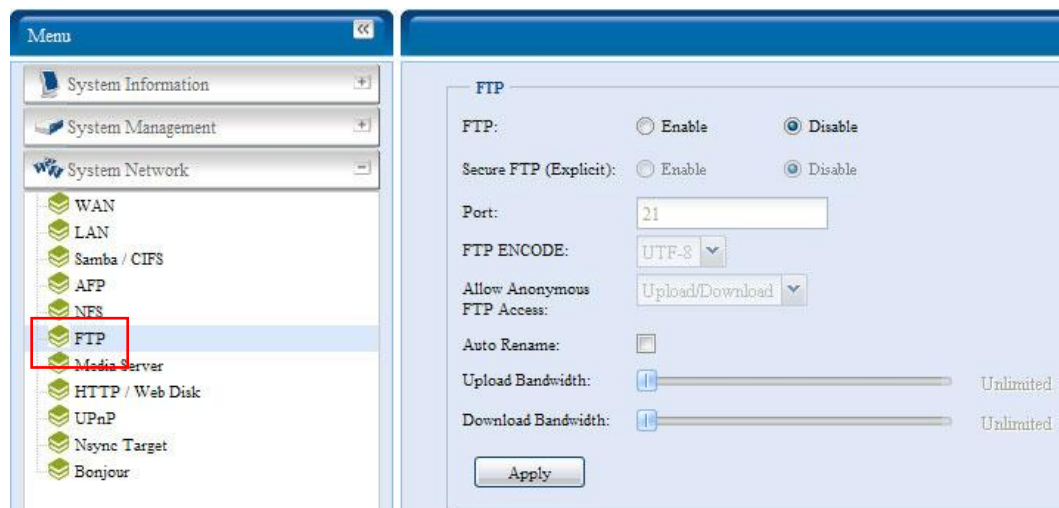 Menu
System Information
System Management
System Network
WAN
LAN
Samba / CIFS
AFP
NFS
FTP
Media Server
HTTP / Web Disk
UPnP
Nsync Target
Bonjour
FTP
FTP: Enable Disable
Secure FTP (Explicit): Enable Disable
Port: 21
FTP ENCODE: UTF-8
Allow Anonymous Upload/Download
FTP Access:
Auto Rename:
Upload Bandwidth: Unlimited
Download Bandwidth: Unlimited
Apply